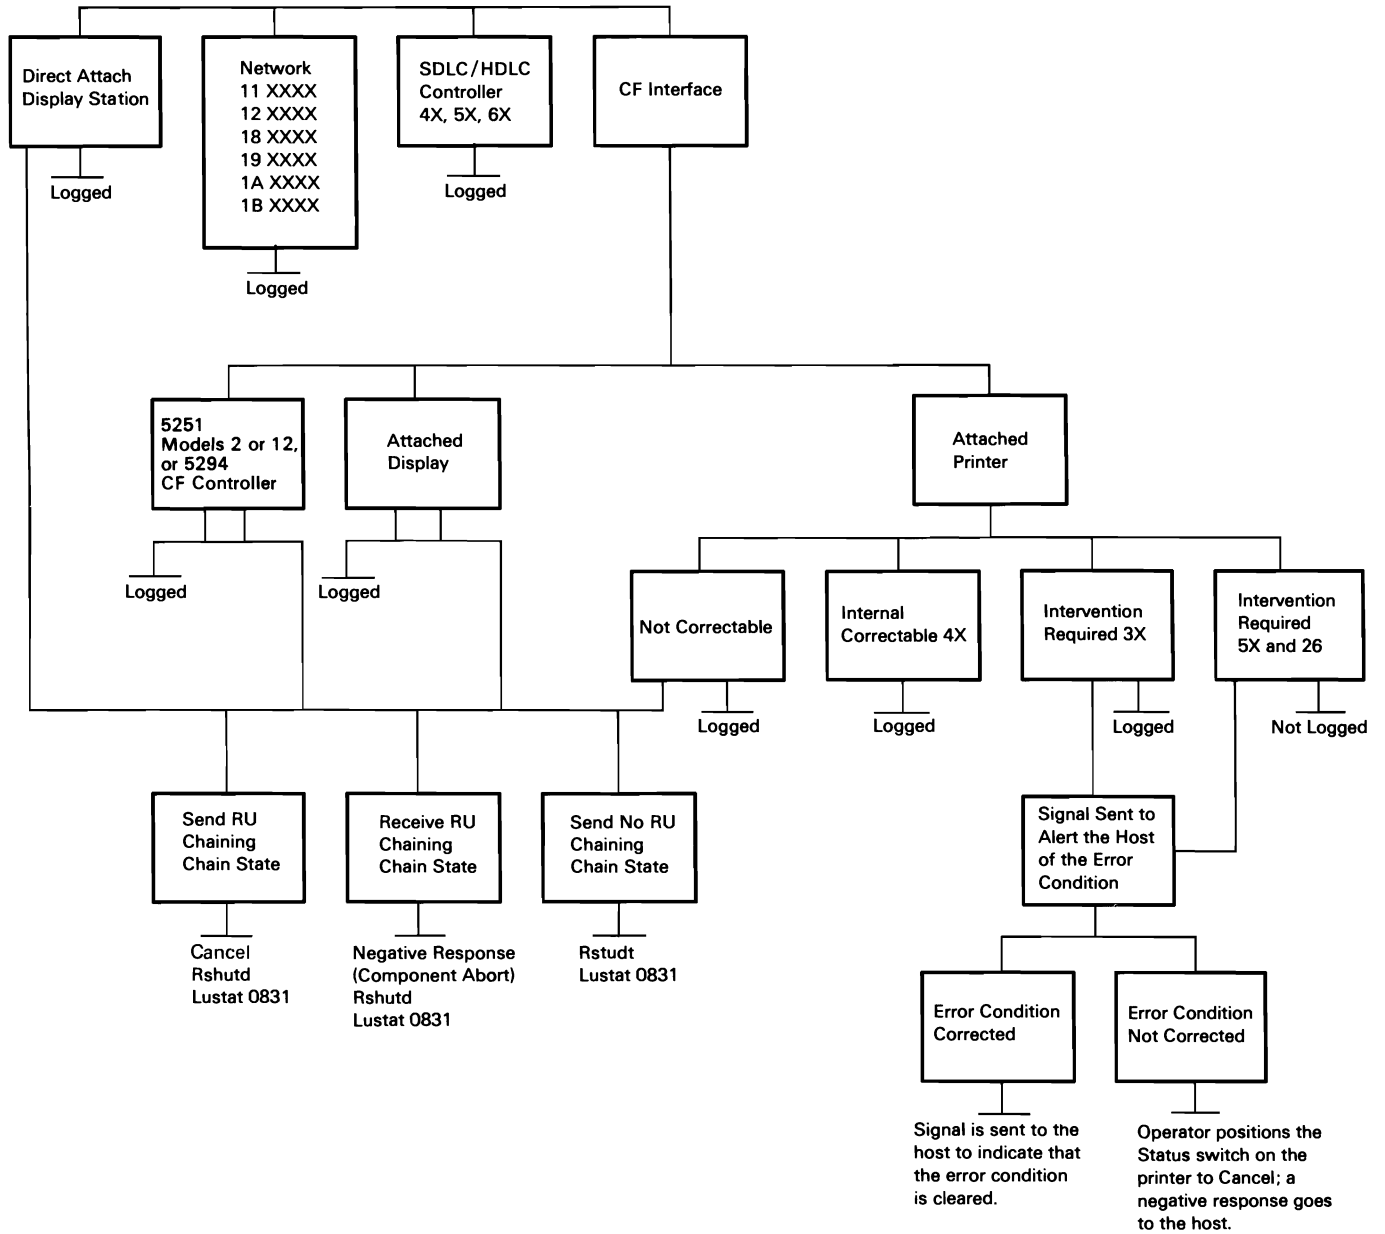 Direct Attach
Display Station
Logged
Network
11 XXXX
12 XXXX
18 XXXX
19 XXXX
1A XXXX
1B XXXX
Logged
SDLC/HDLC
Controller
4X, 5X, 6X
Logged
CF Interface
5251
Models 2 or 12,
or 5294
CF Controller
Logged
Attached
Display
Logged
Attached
Printer
Not Correctable
Logged
Internal
Correctable 4X
Logged
Intervention
Required 3X
Logged
Intervention
Required
5X and 26
Not Logged
Send RU
Chaining
Chain State
Cancel
Rshutd
Lustat 0831
Receive RU
Chaining
Chain State
Negative Response
(Component Abort)
Rshutd
Lustat 0831
Send No RU
Chaining
Chain State
Rstudt
Lustat 0831
Signal Sent to
Alert the Host
of the Error
Condition
Error Condition
Corrected
Signal is sent to the
host to indicate that
the error condition
is cleared.
Error Condition
Not Corrected
Operator positions the
Status switch on the
printer to Cancel; a
negative response goes
to the host.